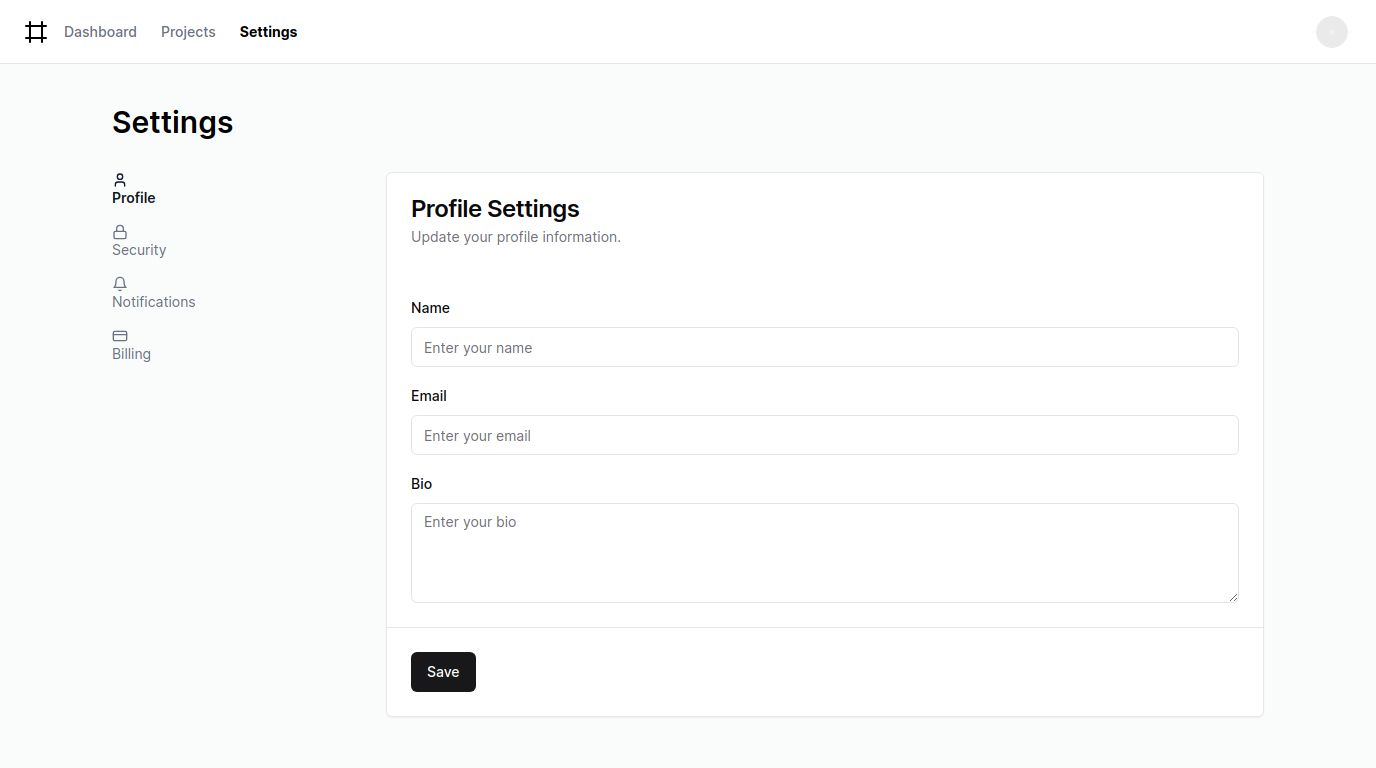 Dashboard Projects Settings
Settings
Profile
Security
Notifications
Billing
Profile Settings
Update your profile information.
Name
Enter your name
Email
Enter your email
Bio
Enter your bio
Save